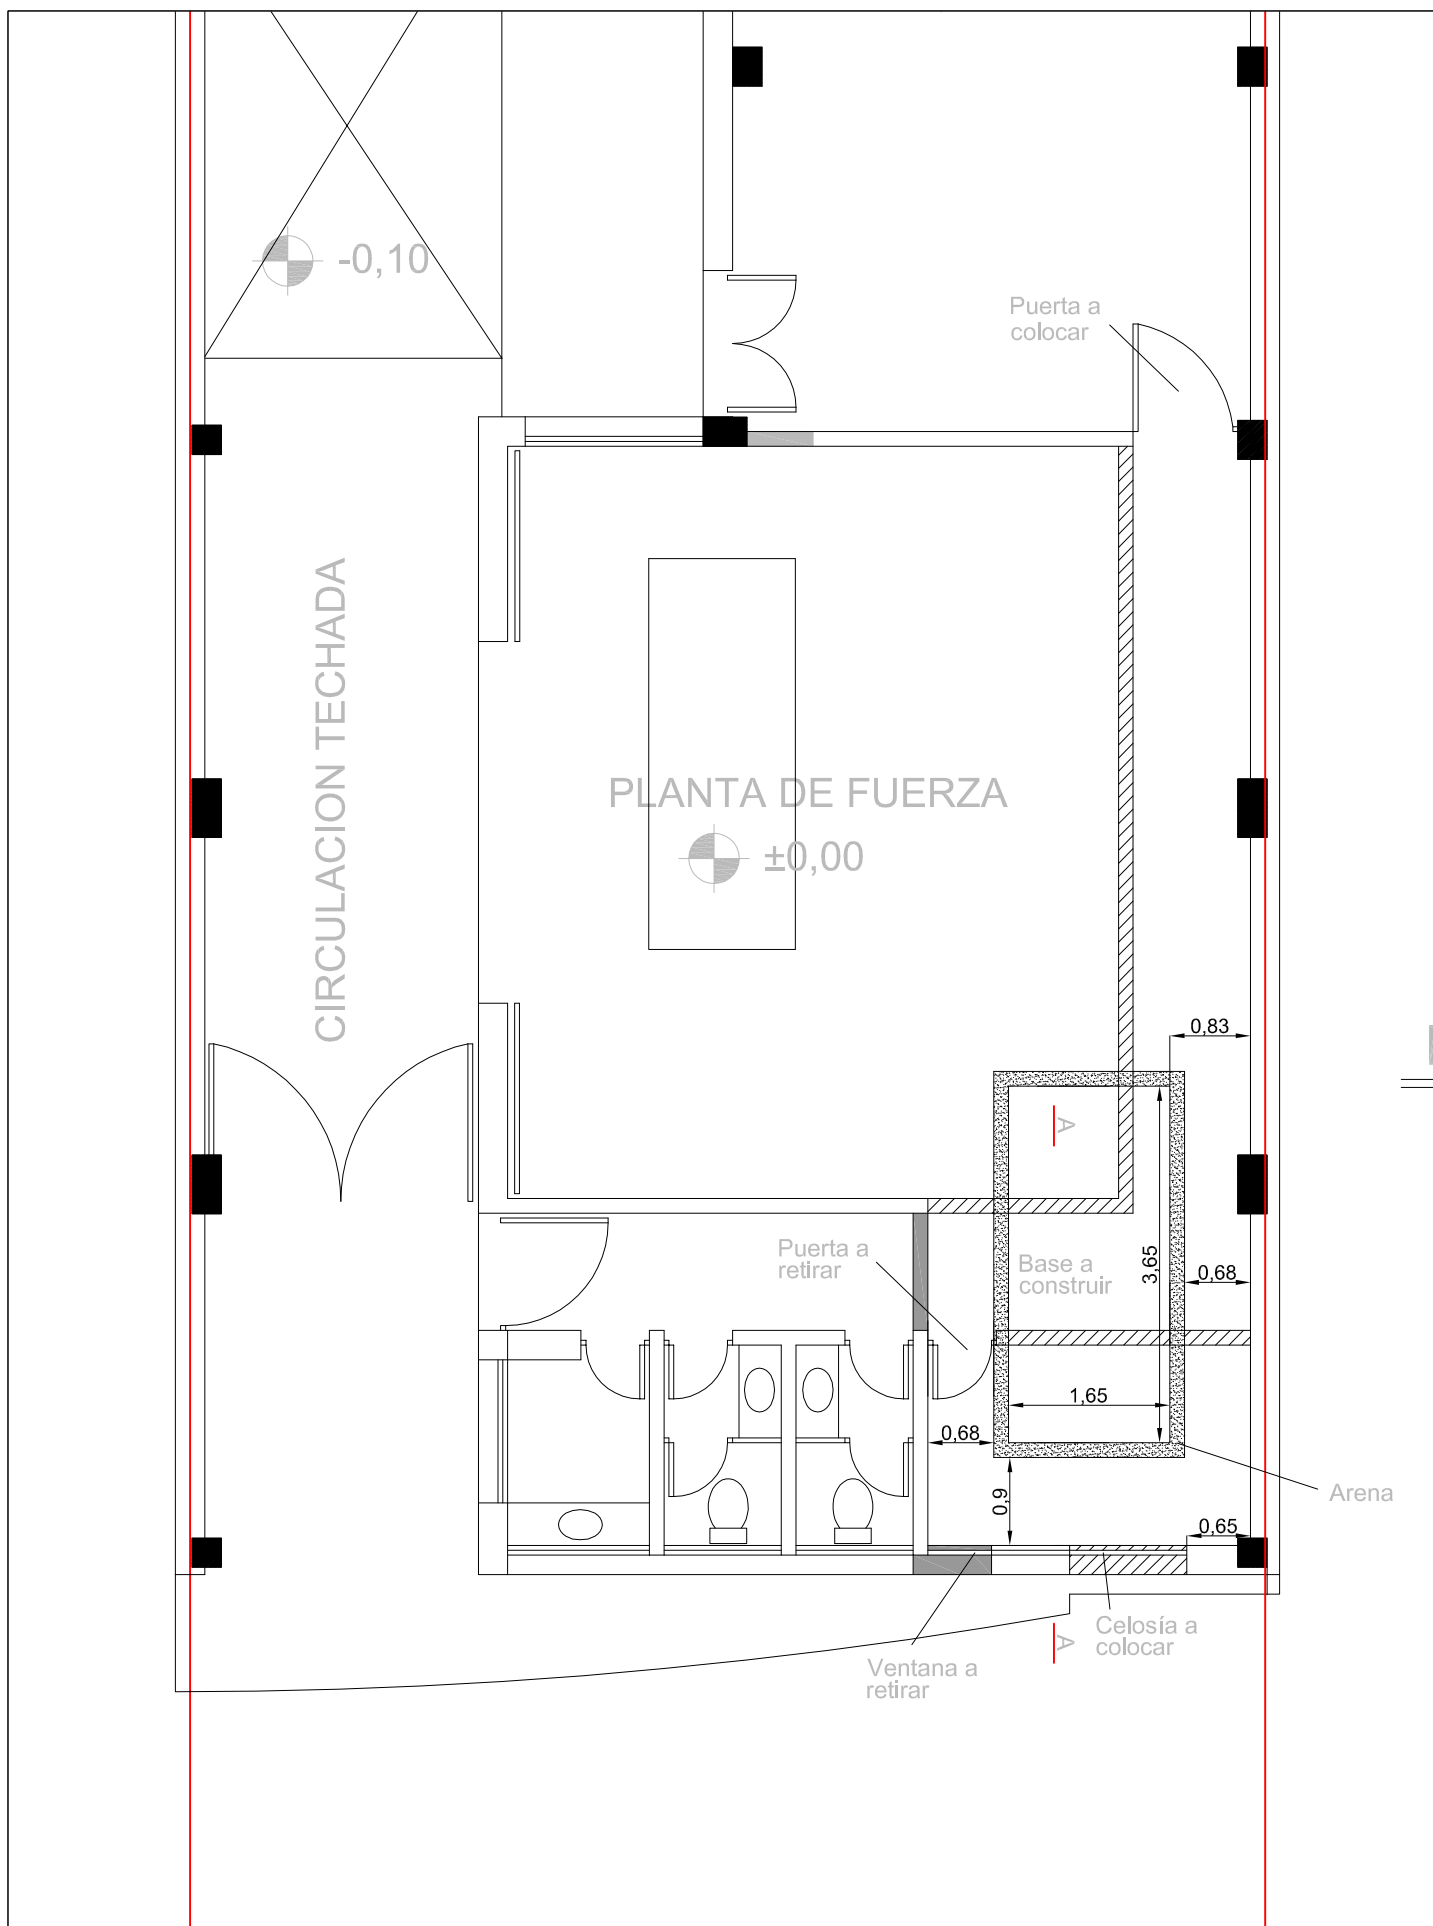 -0,10
Puerta a
colocar
CIRCULACION TECHADA
PLANTA DE FUERZA
±0,00
0,83
A
Puerta a
retirar
Base a
construir
3,65
0,68
1,65
0,68
0,9
Arena
0,65
Celosía a
colocar
A
Ventana a
retirar